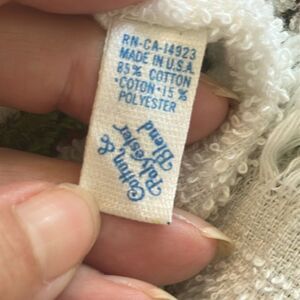 RN-CA-14923
MADE IN U.S.A.
85% COTTON
•COTON•15%
POLYESTER
Cotton &
Polyester
Blend